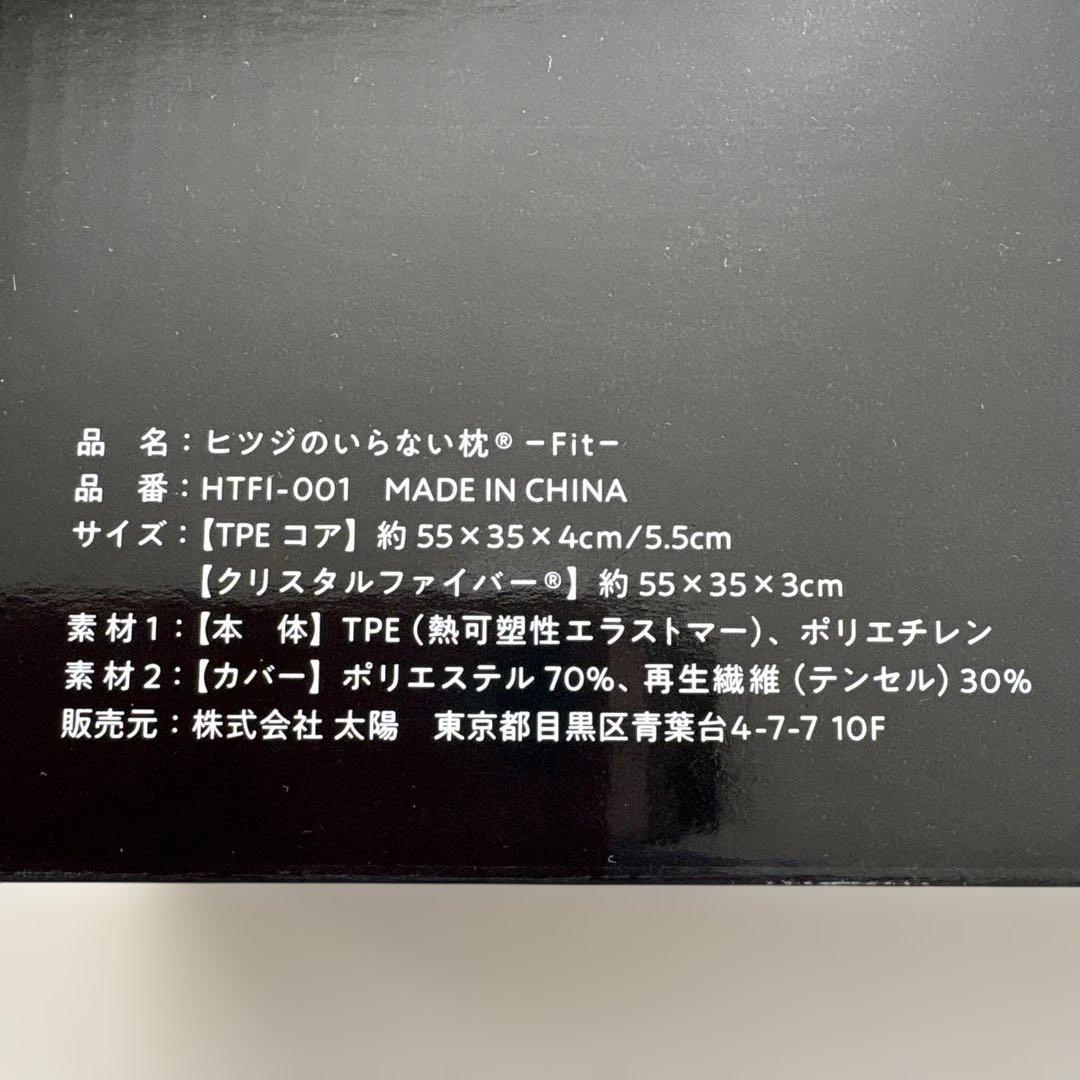 品　名：ヒツジのいらない枕® －Fit－
品　番：HTFI-001　MADE IN CHINA
サイズ：【TPE コア】約 55×35×4cm/5.5cm
【クリスタルファイバー®】約 55×35×3cm
素材1：【本　体】TPE（熱可塑性エラストマー）、ポリエチレン
素材2：【カバー】ポリエステル 70%、再生繊維（テンセル）30%
販売元：株式会社 太陽　東京都目黒区青葉台4-7-7 10F